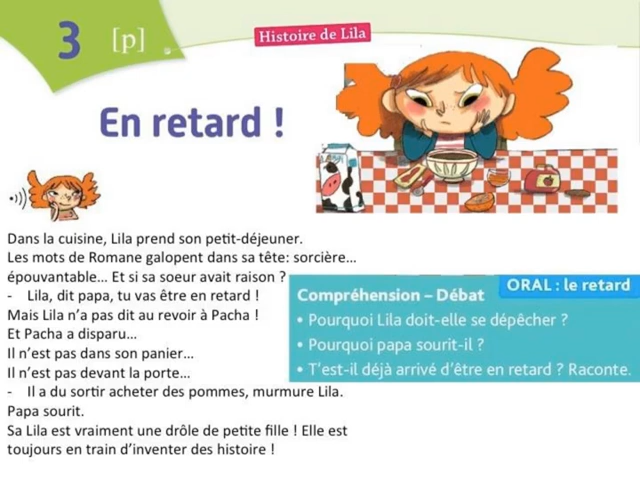 3 [p]
Histoire de Lila
En retard !
Dans la cuisine, Lila prend son petit-déjeuner.
Les mots de Romane galopent dans sa tête: sorcière...
épouvantable... Et si sa soeur avait raison ?
- Lila, dit papa, tu vas être en retard !
Mais Lila n'a pas dit au revoir à Pacha !
Et Pacha a disparu...
Il n'est pas dans son panier...
Il n'est pas devant la porte...
- Il a du sortir acheter des pommes, murmure Lila.
Papa sourit.
Sa Lila est vraiment une drôle de petite fille ! Elle est
toujours en train d'inventer des histoire !
ORAL : le retard
Compréhension – Débat
• Pourquoi Lila doit-elle se dépêcher ?
• Pourquoi papa sourit-il ?
• T'est-il déjà arrivé d'être en retard ? Raconte.